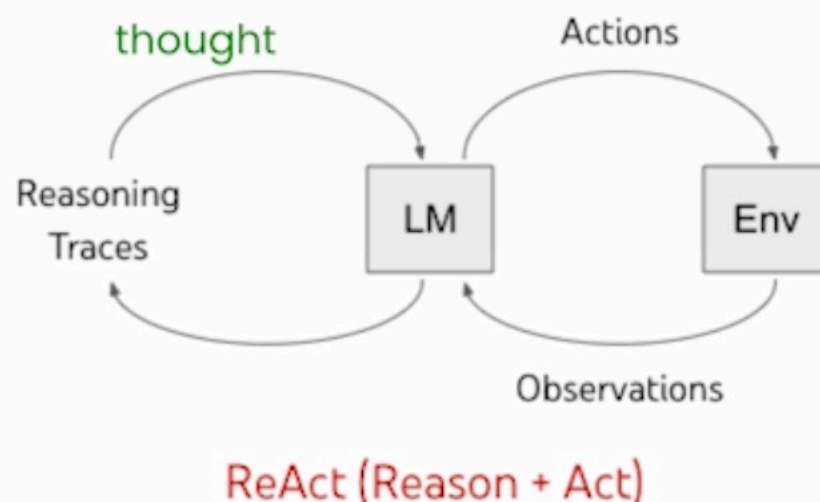 thought
Actions
Reasoning
Traces
LM
Env
Observations
ReAct (Reason + Act)